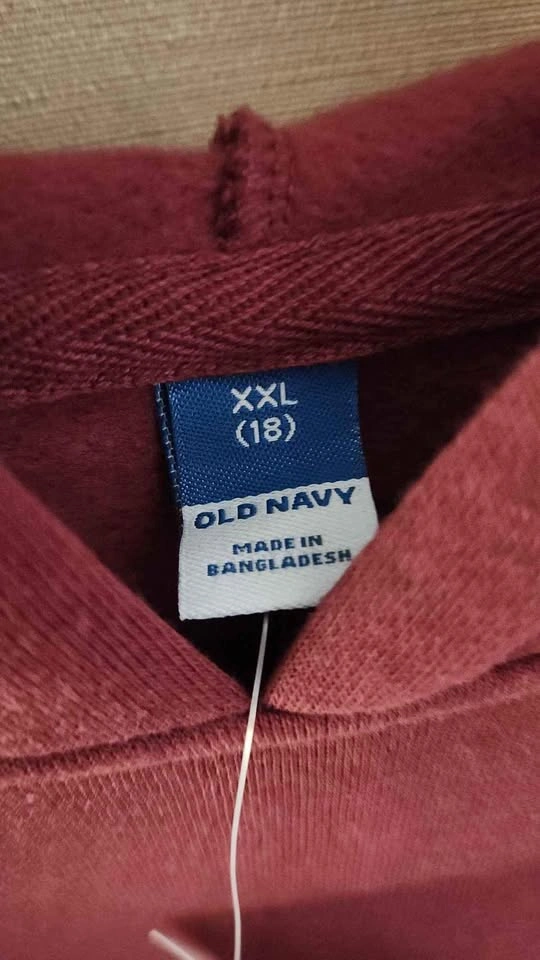 XXL
(18)
OLD NAVY
MADE IN
BANGLADESH